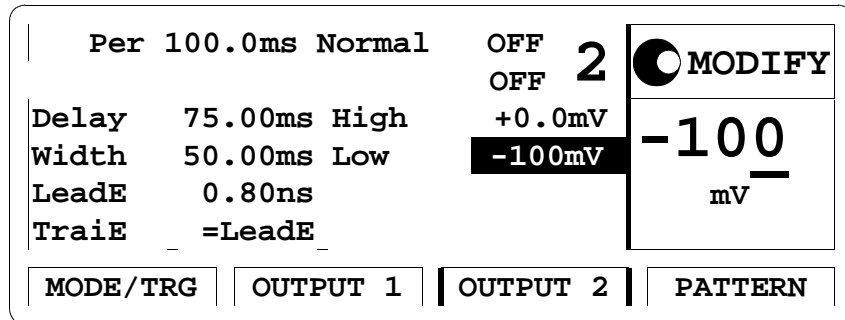 Per 100.0ms Normal OFF 2 MODIFY
OFF
Delay 75.00ms High +0.0mV
Width 50.00ms Low -100mV -100
LeadE 0.80ns mV
TraiE =LeadE
MODE/TRG OUTPUT 1 OUTPUT 2 PATTERN